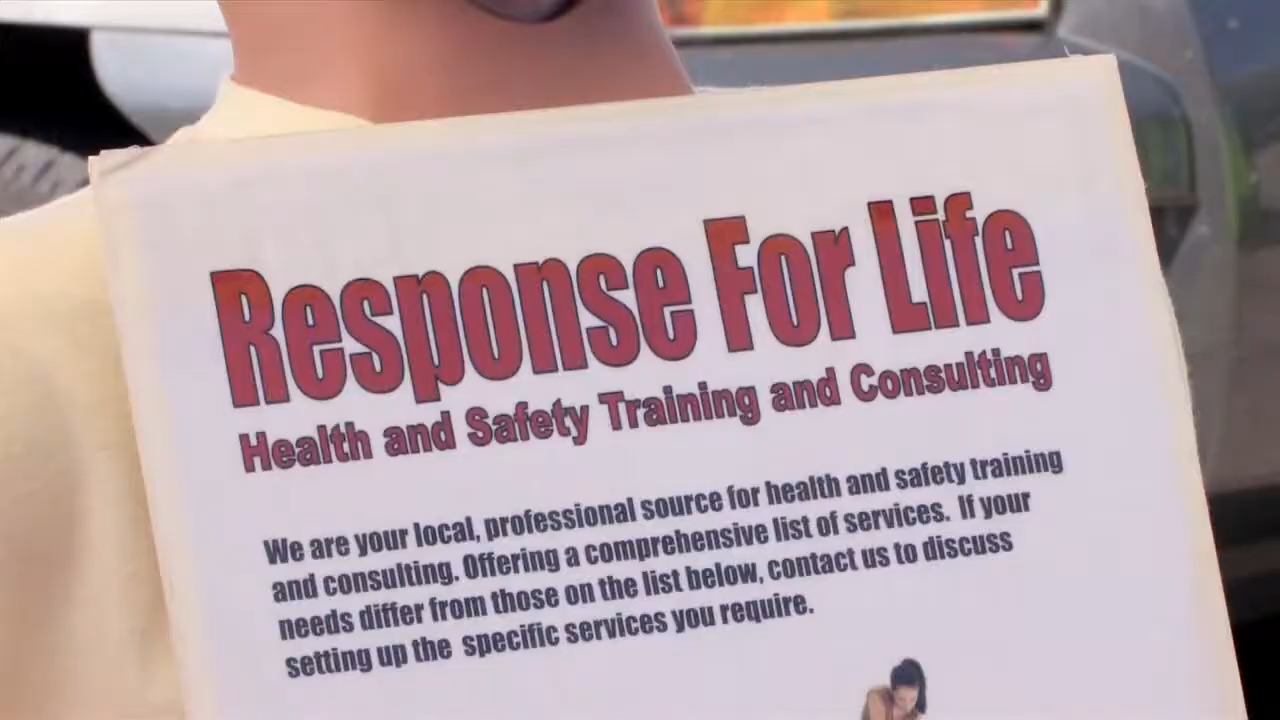 Response For Life
Health and Safety Training and Consulting
We are your local, professional source for health and safety training
and consulting. Offering a comprehensive list of services. If your
needs differ from those on the list below, contact us to discuss
setting up the specific services you require.